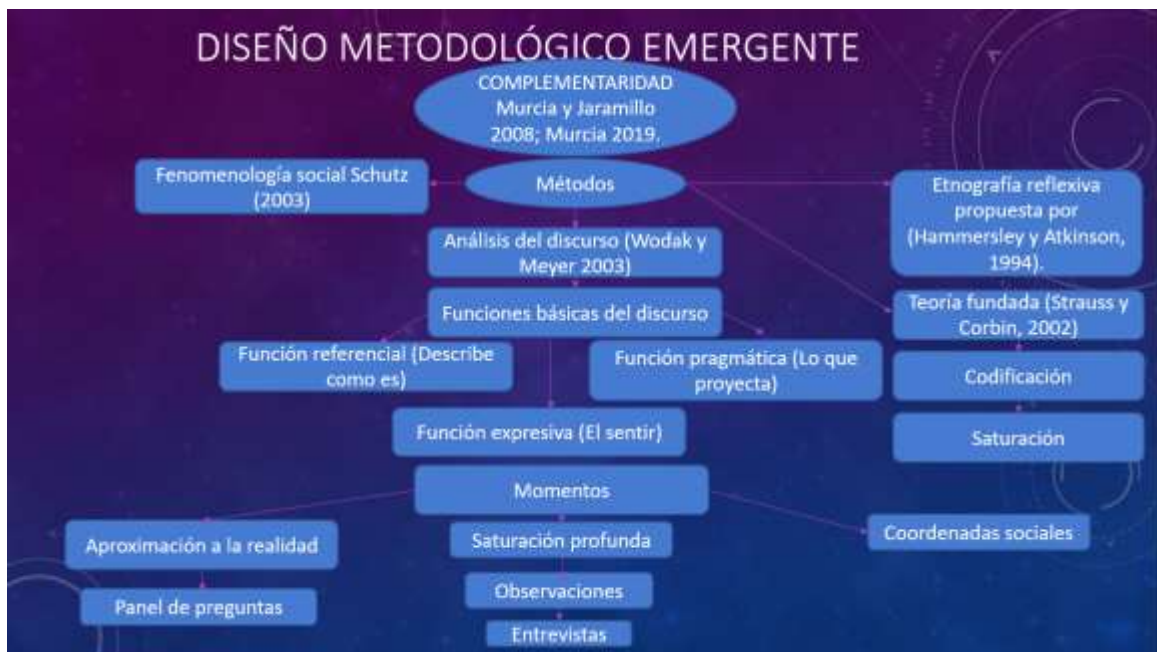 DISEÑO METODOLÓGICO EMERGENTE
COMPLEMENTARIDAD
Murcia y Jaramillo
2008; Murcia 2019.
Fenomenología social Schutz
(2003)
Métodos
Etnografía reflexiva
propuesta por
(Hammersley y Atkinson,
1994).
Análisis del discurso (Wodak y
Meyer 2003)
Funciones básicas del discurso
Teoría fundada (Strauss y
Corbin, 2002)
Función referencial (Describe
como es)
Función pragmática (Lo que
proyecta)
Codificación
Función expresiva (El sentir)
Saturación
Momentos
Aproximación a la realidad
Saturación profunda
Coordenadas sociales
Panel de preguntas
Observaciones
Entrevistas